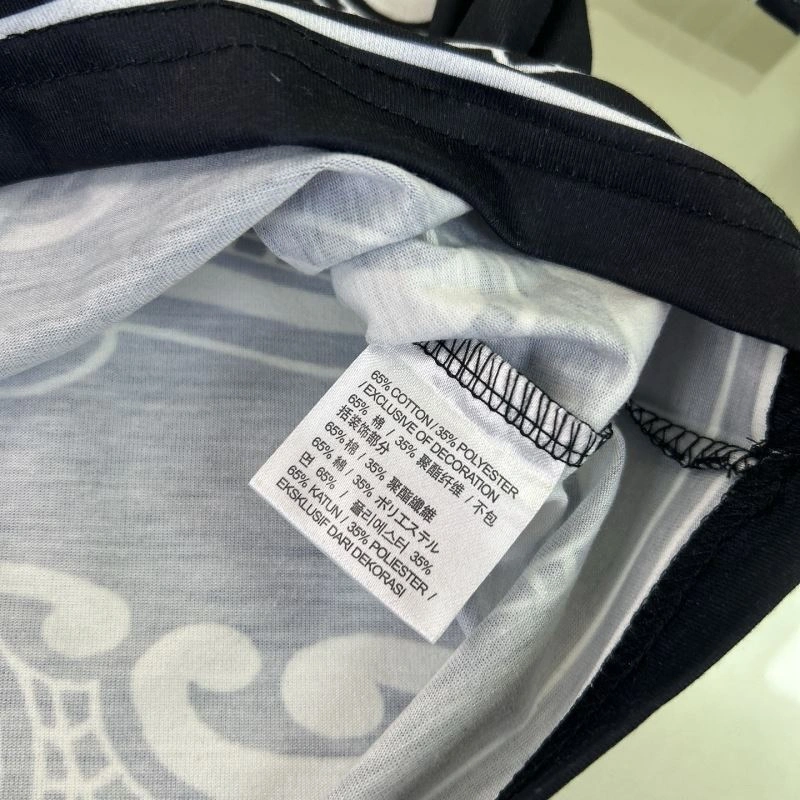 65% COTTON/35% POLYESTER
/EXCLUSIVE OF DECORATION
65% 棉 / 35% 聚酯纤维 / 不包
括装饰部分
65% 棉 / 35% 聚酯纖維
65% 綿/35% ポリエステル
면 65% / 폴리에스터 35%
65% KATUN / 35% POLIESTER /
EKSKLUSIF DARI DEKORASI